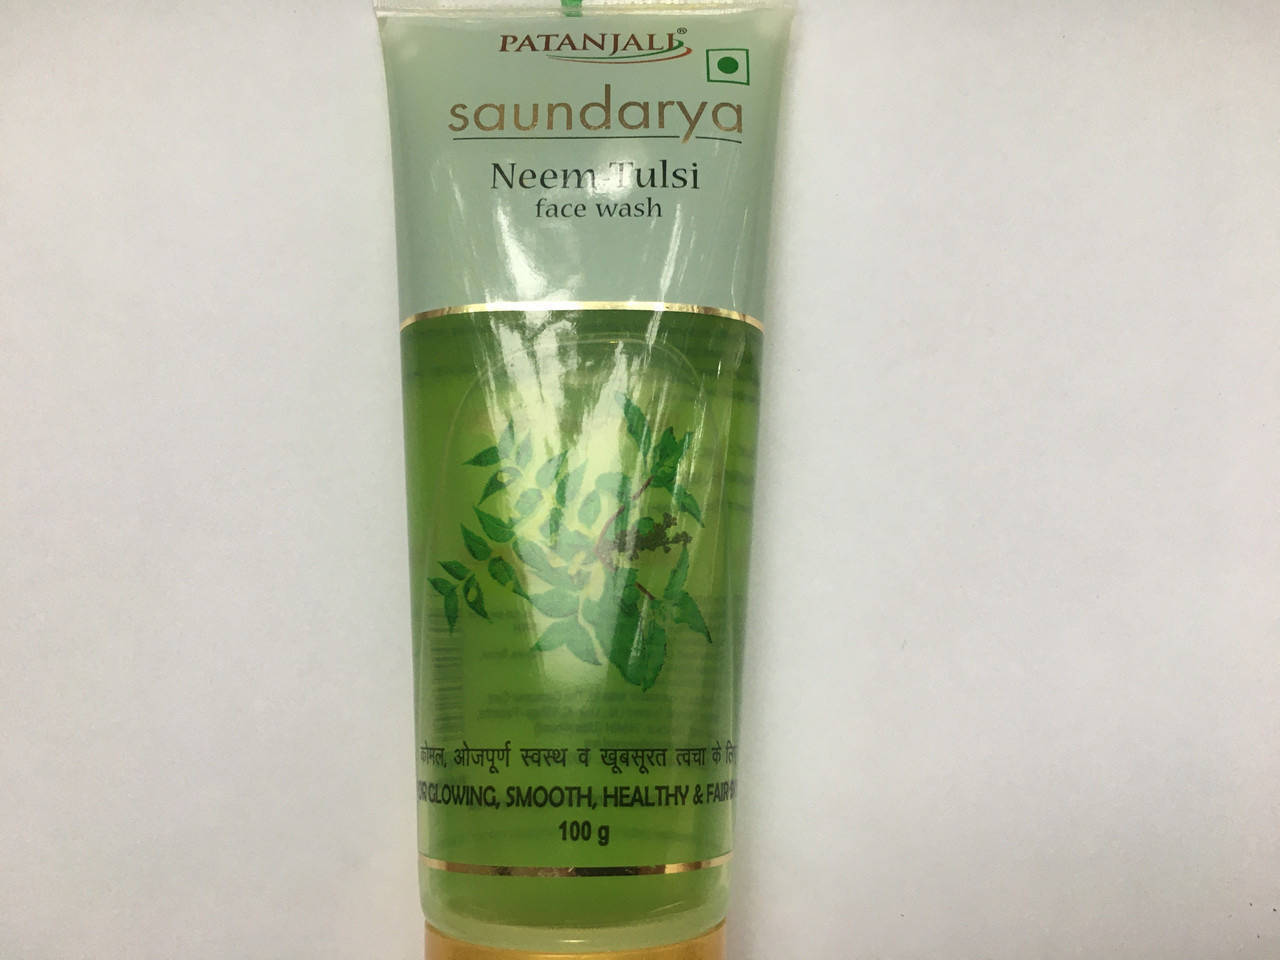 PATANJALI®
saundarya
Neem-Tulsi
face wash
कोमल, ओजपूर्ण स्वस्थ व खूबसूरत त्वचा के
GLOWING, SMOOTH, HEALTHY & FAIR
100 g